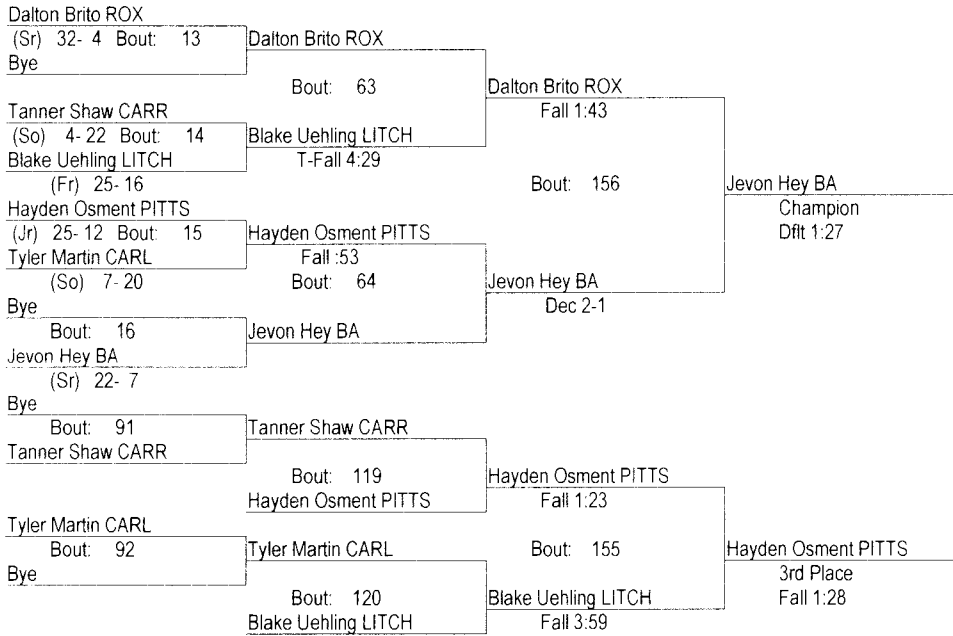 Dalton Brito ROX
(Sr) 32- 4 Bout: 13
Dalton Brito ROX
Bye
Bout: 63
Dalton Brito ROX
Fall 1:43
Tanner Shaw CARR
(So) 4- 22 Bout: 14
Blake Uehling LITCH
Blake Uehling LITCH
T-Fall 4:29
(Fr) 25- 16
Bout: 156
Jevon Hey BA
Champion
Dflt 1:27
Hayden Osment PITTS
(Jr) 25- 12 Bout: 15
Hayden Osment PITTS
Tyler Martin CARL
Fall :53
(So) 7- 20
Bout: 64
Jevon Hey BA
Dec 2-1
Bye
Bout: 16
Jevon Hey BA
Jevon Hey BA
(Sr) 22- 7
Bye
Bout: 91
Tanner Shaw CARR
Tanner Shaw CARR
Bout: 119
Hayden Osment PITTS
Hayden Osment PITTS
Fall 1:23
Tyler Martin CARL
Bout: 92
Tyler Martin CARL
Bout: 155
Hayden Osment PITTS
Bye
3rd Place
Fall 1:28
Bout: 120
Blake Uehling LITCH
Blake Uehling LITCH
Fall 3:59